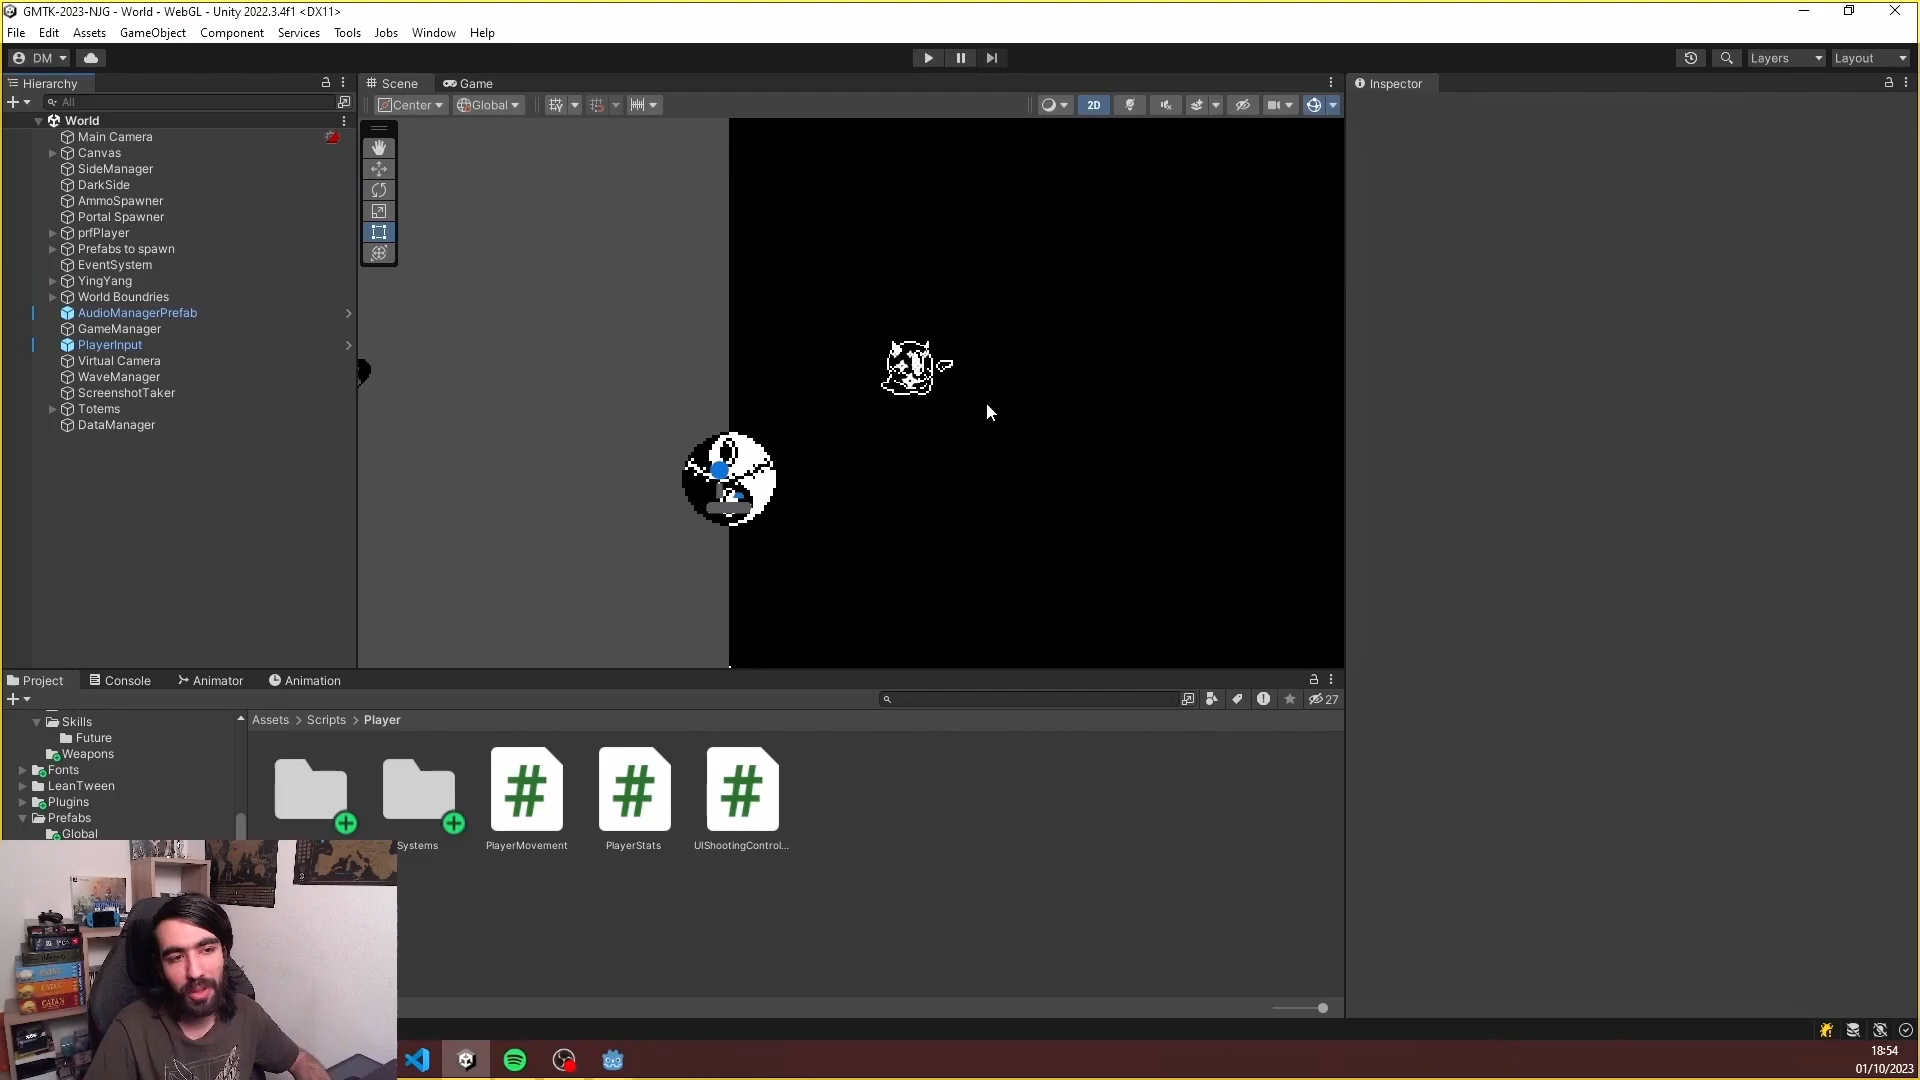 GMTK-2023-NJG - World - WebGL - Unity 2022.3.4f1 <DX11>
File Edit Assets GameObject Component Services Tools Jobs Window Help
DM
Layers
Layout
Hierarchy
Scene
Game
Inspector
All
Center
Global
2D
World
Main Camera
Canvas
SideManager
DarkSide
AmmoSpawner
Portal Spawner
prfPlayer
Prefabs to spawn
EventSystem
YingYang
World Boundries
AudioManagerPrefab
GameManager
PlayerInput
Virtual Camera
WaveManager
ScreenshotTaker
Totems
DataManager
Project
Console
Animator
Animation
27
Skills
Future
Weapons
Fonts
LeanTween
Plugins
Prefabs
Global
Assets > Scripts > Player
Systems
PlayerMovement
PlayerStats
UIShootingControl...
CATAN
CATAN
18:54
01/10/2023